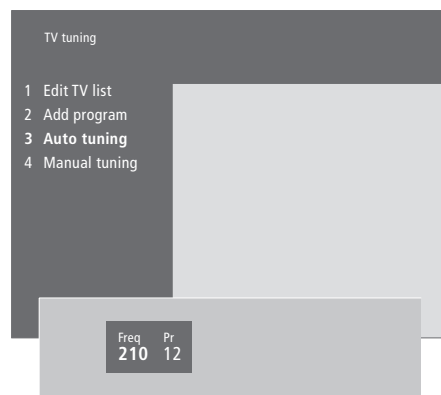 TV tuning
1 Edit TV list
2 Add program
3 Auto tuning
4 Manual tuning
Freq Pr
210 12